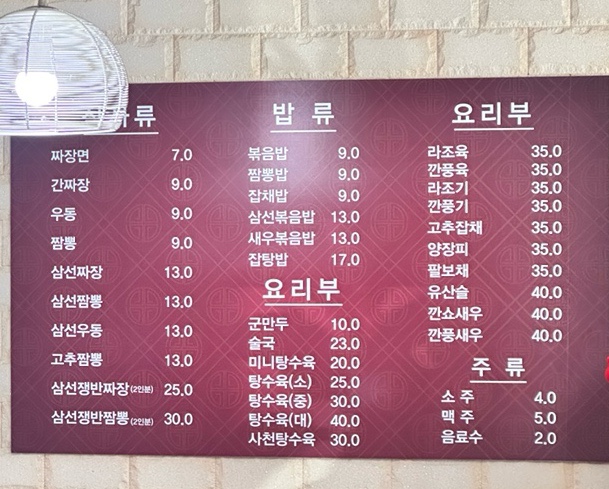 류
짜장면 7.0
간짜장 9.0
우동 9.0
짬뽕 9.0
삼선짜장 13.0
삼선짬뽕 13.0
삼선우동 13.0
고추짬뽕 13.0
삼선쟁반짜장(2인분) 25.0
삼선쟁반짬뽕(2인분) 30.0
밥 류
볶음밥 9.0
짬뽕밥 9.0
잡채밥 9.0
삼선볶음밥 13.0
새우볶음밥 13.0
잡탕밥 17.0
요리부
군만두 10.0
술국 23.0
미니탕수육 20.0
탕수육(소) 25.0
탕수육(중) 30.0
탕수육(대) 40.0
사천탕수육 30.0
요리부
라조육 35.0
깐풍육 35.0
라조기 35.0
깐풍기 35.0
고추잡채 35.0
양장피 35.0
팔보채 35.0
유산슬 40.0
깐쇼새우 40.0
깐풍새우 40.0
주 류
소 주 4.0
맥 주 5.0
음료수 2.0